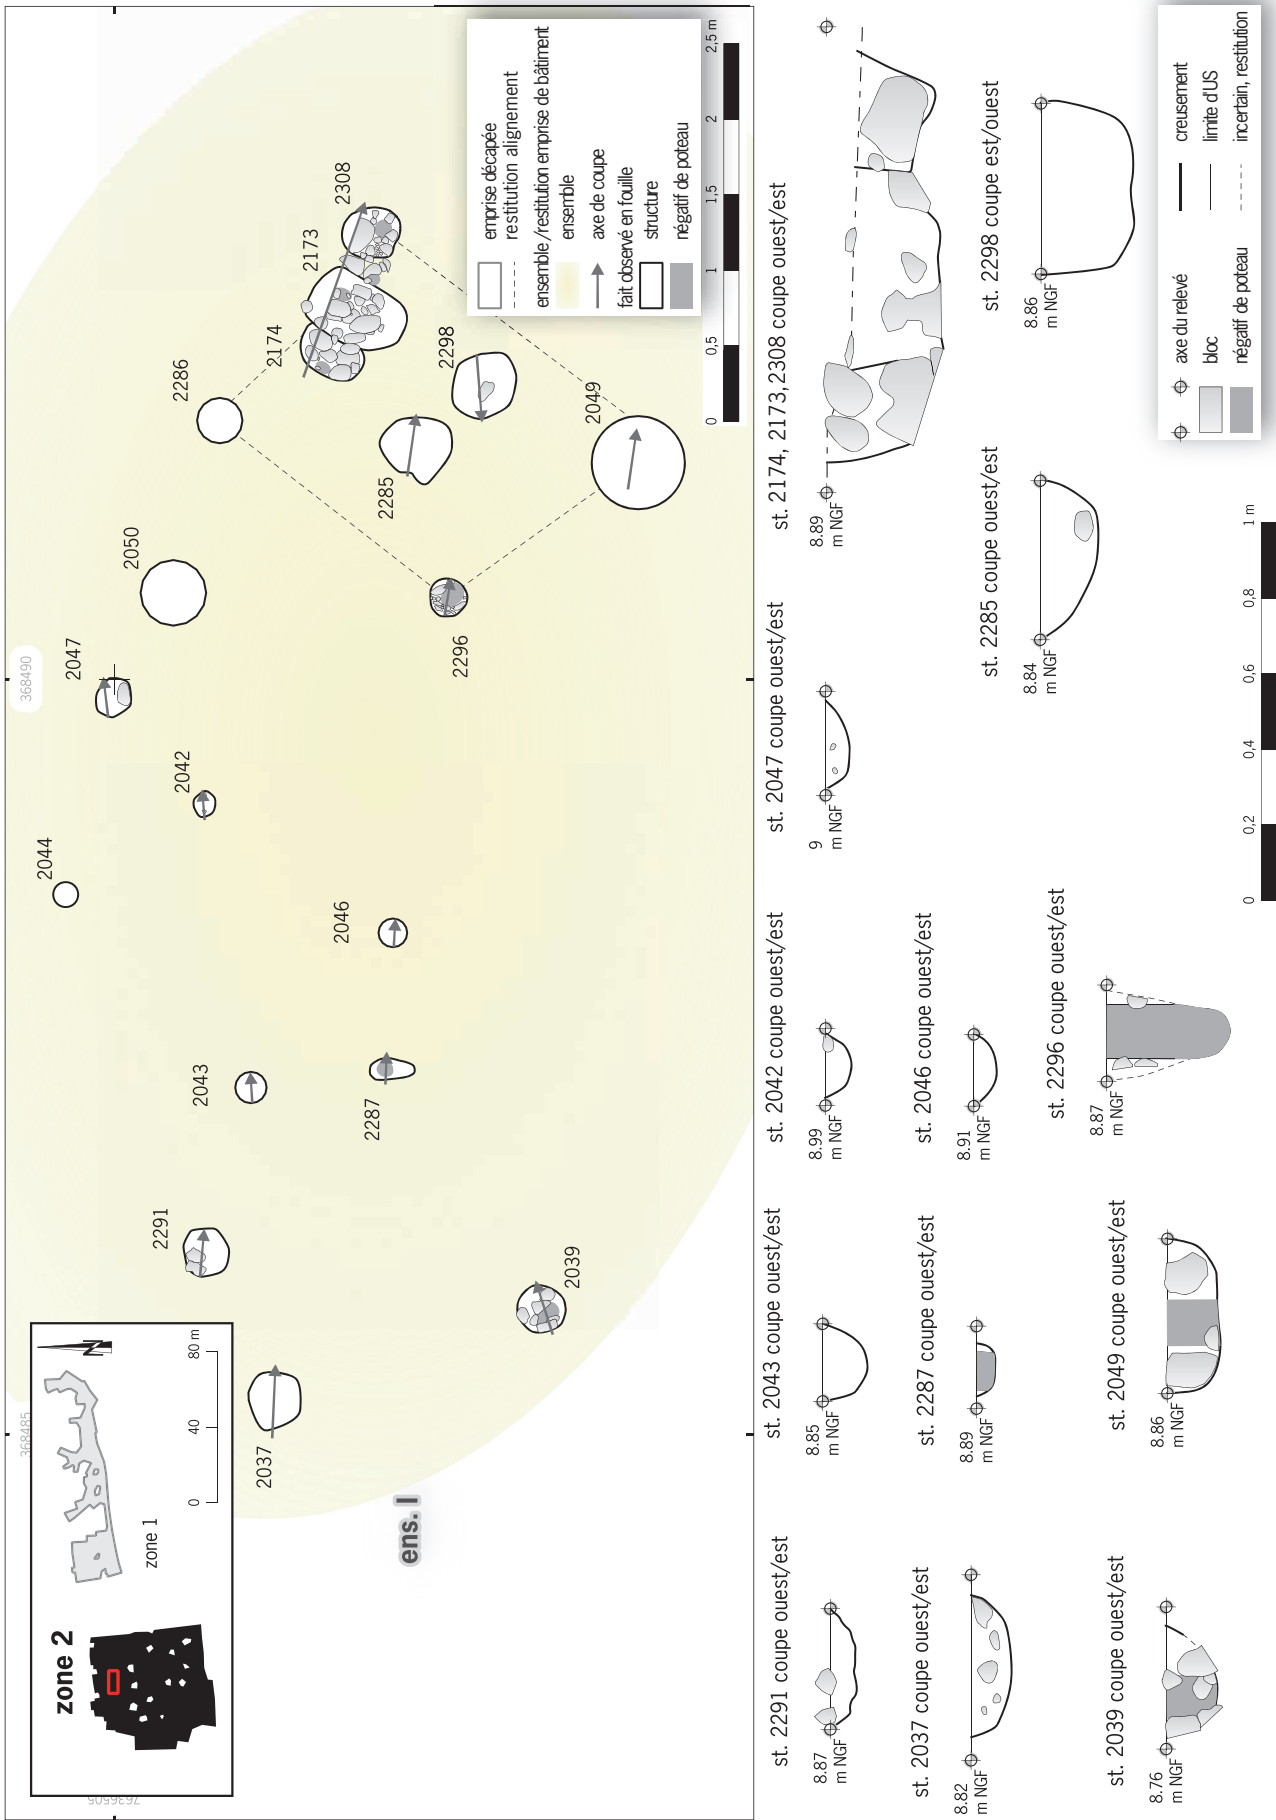 zone 2
zone 1
0 40 80 m
N
368485
368490
7636505
ens. I
2037
2291
2039
2043
2287
2046
2044
2042
2047
2050
2296
2286
2285
2298
2049
2174
2173
2308
emprise décapée
restitution alignement
ensemble /restitution emprise de bâtiment
ensemble
axe de coupe
fait observé en fouille
structure
négatif de poteau
0 0,5 1 1,5 2 2,5 m
st. 2291 coupe ouest/est
8.87
m NGF
st. 2043 coupe ouest/est
8.85
m NGF
st. 2042 coupe ouest/est
8.99
m NGF
st. 2047 coupe ouest/est
9
m NGF
st. 2174, 2173,2308 coupe ouest/est
8.89
m NGF
st. 2037 coupe ouest/est
8.82
m NGF
st. 2287 coupe ouest/est
8.89
m NGF
st. 2046 coupe ouest/est
8.91
m NGF
st. 2285 coupe ouest/est
8.84
m NGF
st. 2298 coupe est/ouest
8.86
m NGF
st. 2039 coupe ouest/est
8.76
m NGF
st. 2049 coupe ouest/est
8.86
m NGF
st. 2296 coupe ouest/est
8.87
m NGF
axe du relevé
bloc
négatif de poteau
creusement
limite d'US
incertain, restitution
0 0,2 0,4 0,6 0,8 1 m